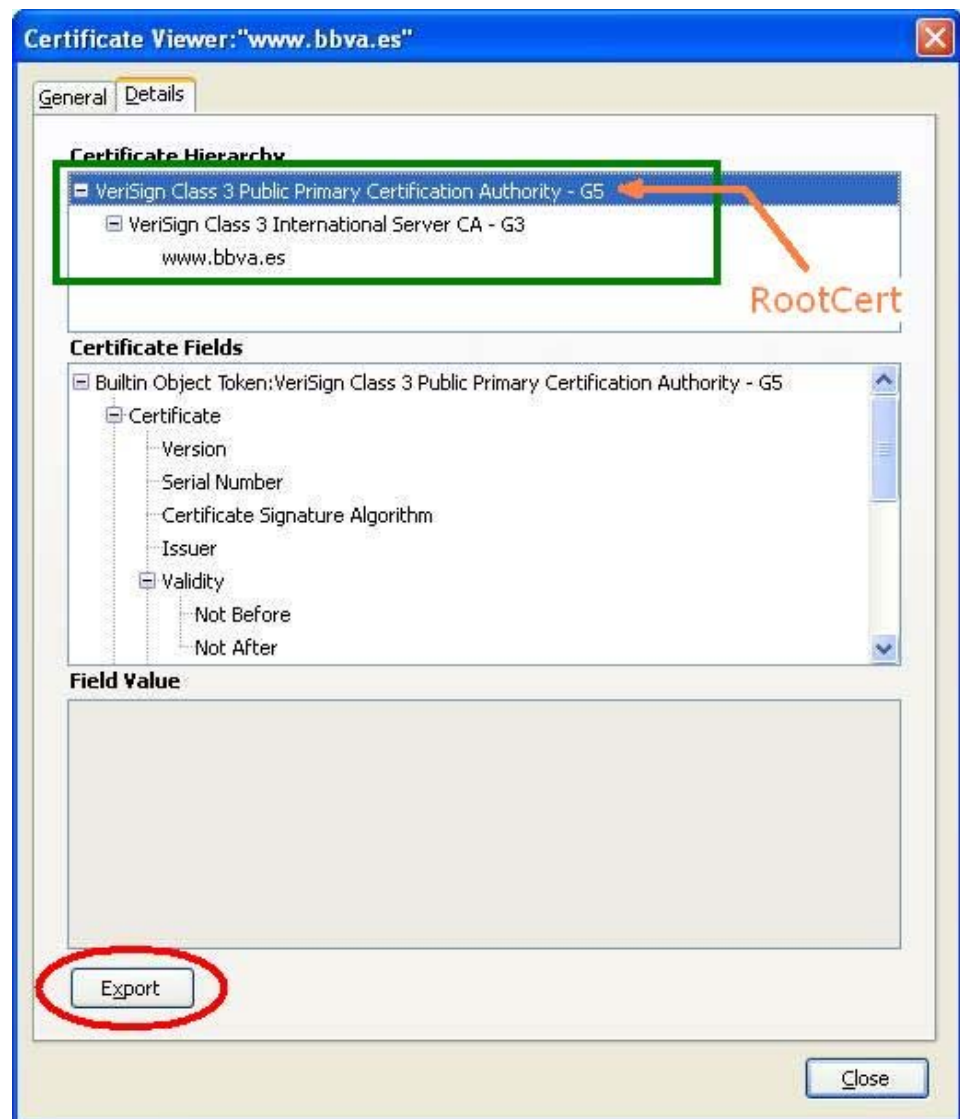 Certificate Viewer:"www.bbva.es"
General Details
Certificate Hierarchy
VeriSign Class 3 Public Primary Certification Authority - G5
VeriSign Class 3 International Server CA - G3
www.bbva.es
RootCert
Certificate Fields
Builtin Object Token:VeriSign Class 3 Public Primary Certification Authority - G5
Certificate
Version
Serial Number
Certificate Signature Algorithm
Issuer
Validity
Not Before
Not After
Field Value
Export
Close